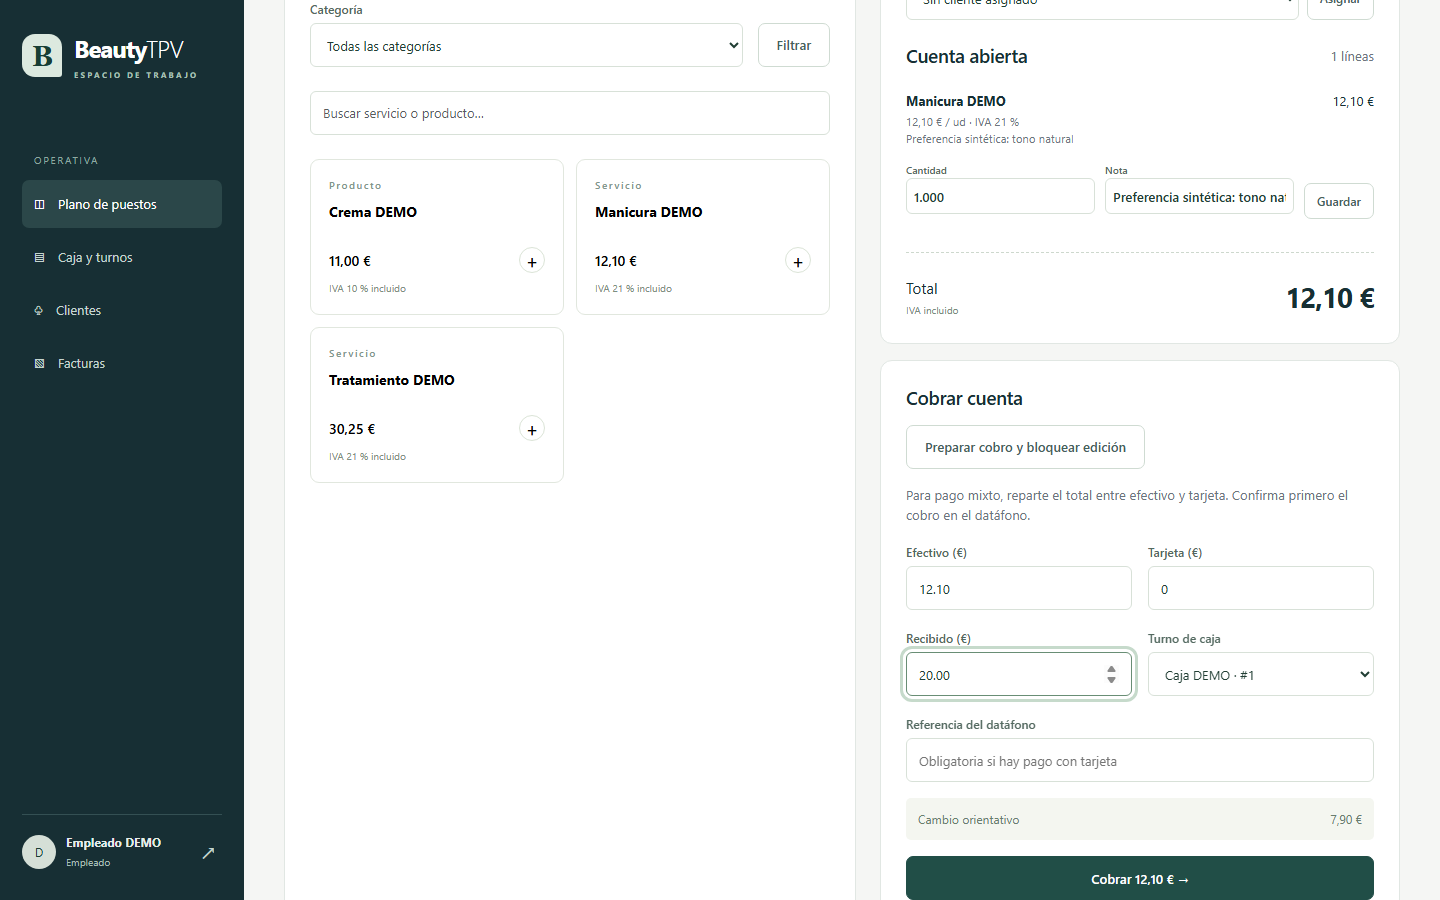 B
BeautyTPV
ESPACIO DE TRABAJO
OPERATIVA
Plano de puestos
Caja y turnos
Clientes
Facturas
D
Empleado DEMO
Empleado
Categoría
Todas las categorías
Filtrar
Buscar servicio o producto...
Producto
Crema DEMO
11,00 €
+
IVA 10 % incluido
Servicio
Manicura DEMO
12,10 €
+
IVA 21 % incluido
Servicio
Tratamiento DEMO
30,25 €
+
IVA 21 % incluido
Sin cliente asignado
Asignar
Cuenta abierta
1 líneas
Manicura DEMO
12,10 €
12,10 € / ud · IVA 21 %
Preferencia sintética: tono natural
Cantidad
Nota
1.000
Preferencia sintética: tono nat
Guardar
Total
IVA incluido
12,10 €
Cobrar cuenta
Preparar cobro y bloquear edición
Para pago mixto, reparte el total entre efectivo y tarjeta. Confirma primero el
cobro en el datáfono.
Efectivo (€)
Tarjeta (€)
12.10
0
Recibido (€)
Turno de caja
20.00
Caja DEMO · #1
Referencia del datáfono
Obligatoria si hay pago con tarjeta
Cambio orientativo
7,90 €
Cobrar 12,10 € →